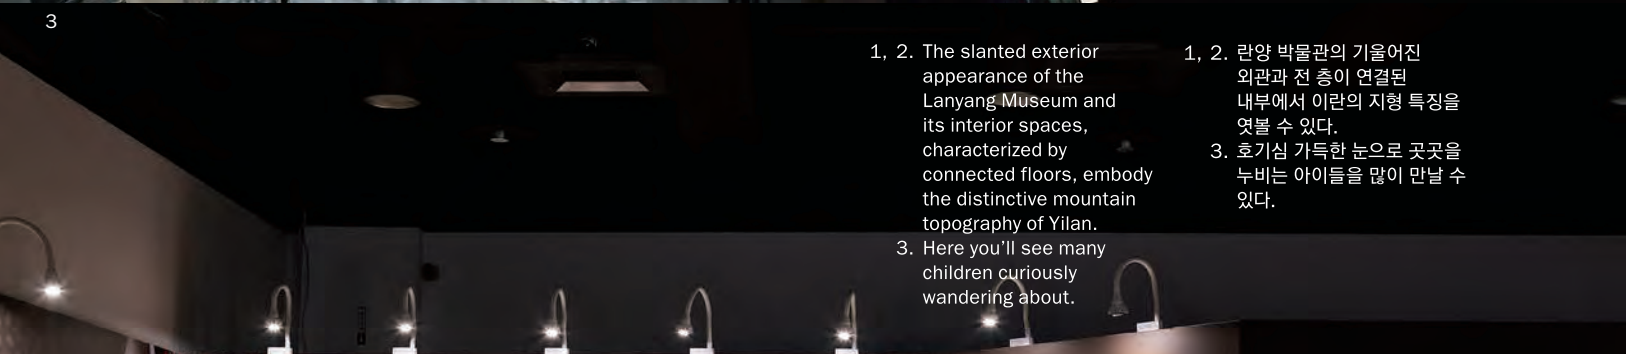 3
1, 2. The slanted exterior
appearance of the
Lanyang Museum and
its interior spaces,
characterized by
connected floors, embody
the distinctive mountain
topography of Yilan.
3. Here you'll see many
children curiously
wandering about.
1, 2. 란양 박물관의 기울어진
외관과 전 층이 연결된
내부에서 이란의 지형 특징을
엿볼 수 있다.
3. 호기심 가득한 눈으로 곳곳을
누비는 아이들을 많이 만날 수
있다.